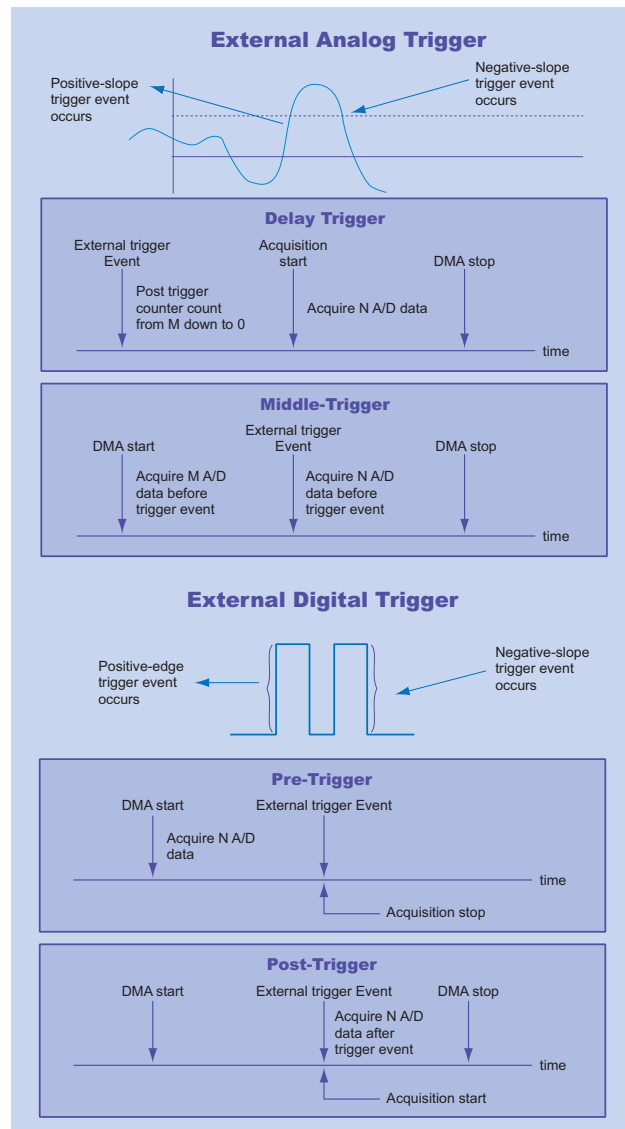 External Analog Trigger
Positive-slope
trigger event
occurs
Negative-slope
trigger event
occurs
Delay Trigger
External trigger
Event
Acquisition
start
DMA stop
Post trigger
counter count
from M down to 0
Acquire N A/D data
time
Middle-Trigger
DMA start
External trigger
Event
DMA stop
Acquire M A/D
data before
trigger event
Acquire N A/D
data before
trigger event
time
External Digital Trigger
Positive-edge
trigger event
occurs
Negative-slope
trigger event
occurs
Pre-Trigger
DMA start
External trigger Event
Acquire N A/D
data
time
Acquisition stop
Post-Trigger
DMA start
External trigger Event
DMA stop
Acquire N A/D
data after
trigger event
time
Acquisition start